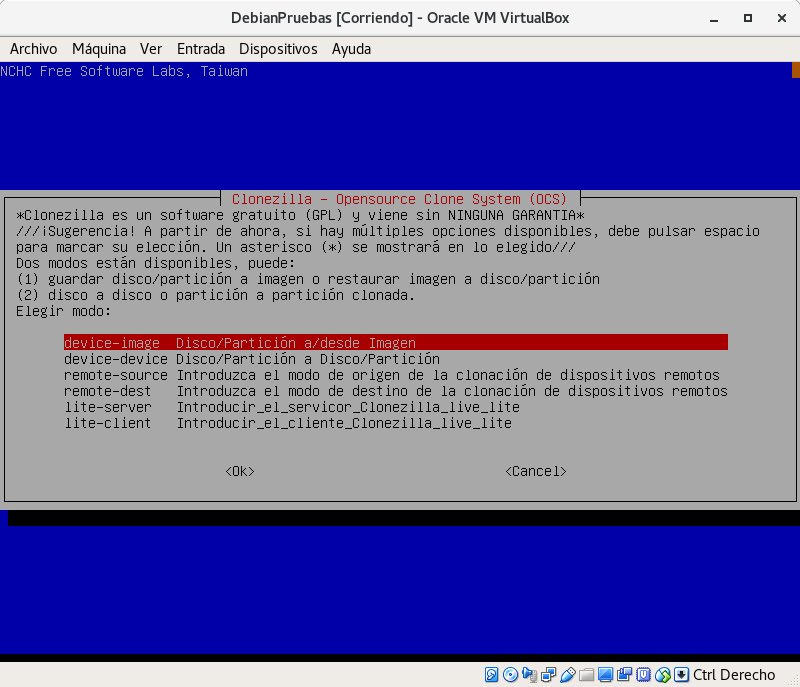 DebianPruebas [Corriendo] - Oracle VM VirtualBox
Archivo Máquina Ver Entrada Dispositivos Ayuda
NCHC Free Software Labs, Taiwan
Clonezilla - Opensource Clone System (OCS)
*Clonezilla es un software gratuito (GPL) y viene sin NINGUNA GARANTIA*
///¡Sugerencia! A partir de ahora, si hay múltiples opciones disponibles, debe pulsar espacio
para marcar su elección. Un asterisco (*) se mostrará en lo elegido///
Dos modos están disponibles, puede:
(1) guardar disco/partición a imagen o restaurar imagen a disco/partición
(2) disco a disco o partición a partición clonada.
Elegir modo:
device-image Disco/Partición a/desde Imagen
device-device Disco/Partición a Disco/Partición
remote-source Introduzca el modo de origen de la clonación de dispositivos remotos
remote-dest Introduzca el modo de destino de la clonación de dispositivos remotos
lite-server Introducir_el_servicor_Clonezilla_live_lite
lite-client Introducir_el_cliente_Clonezilla_live_lite
<Ok> <Cancel>
Ctrl Derecho